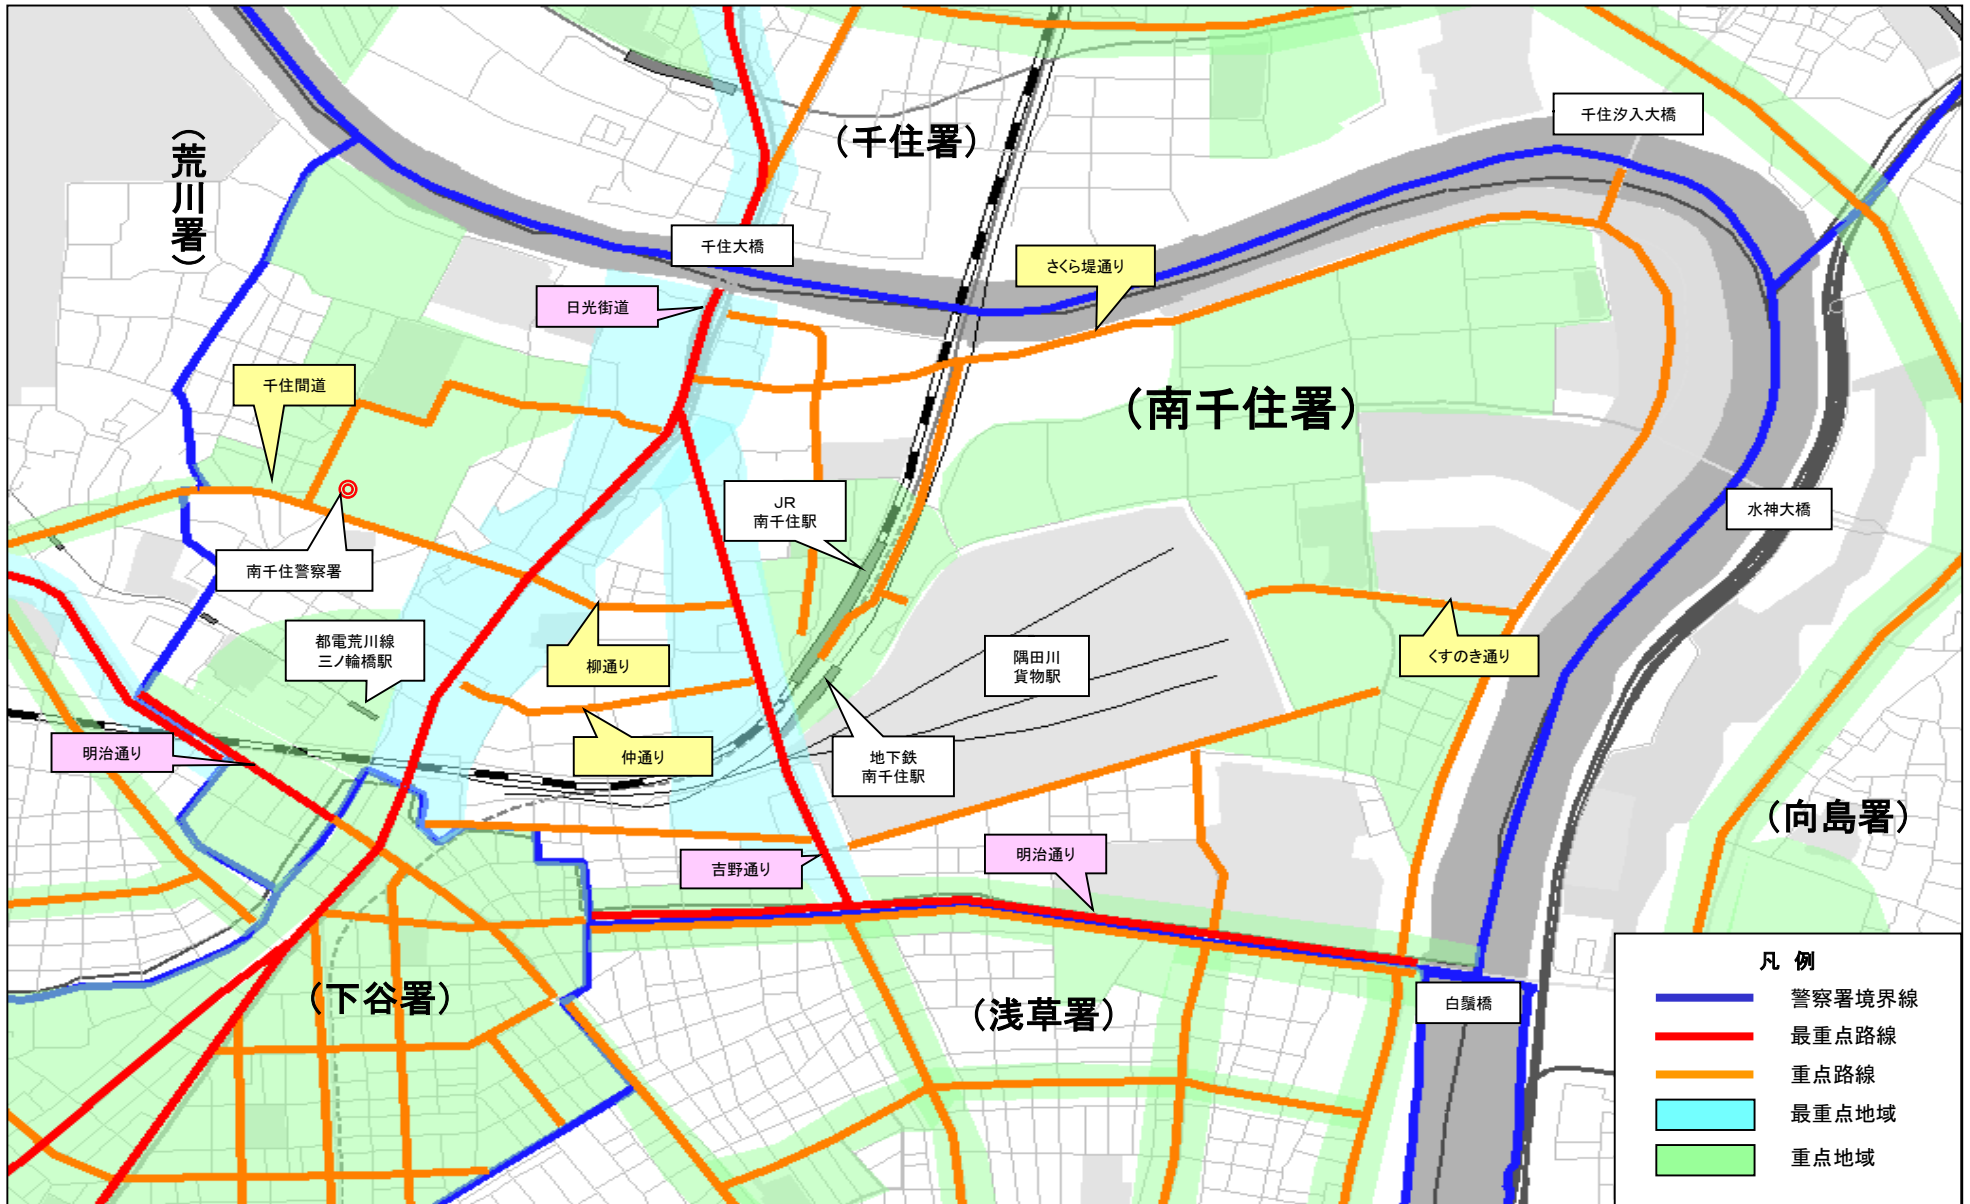 千住汐入大橋
(千住署)
(荒川署)
千住大橋
さくら堤通り
日光街道
千住間道
(南千住署)
JR
南千住駅
水神大橋
南千住警察署
都電荒川線
三ノ輪橋駅
柳通り
隅田川
貨物駅
くすのき通り
明治通り
仲通り
地下鉄
南千住駅
(向島署)
吉野通り
明治通り
(下谷署)
(浅草署)
白鬚橋
凡 例
警察署境界線
最重点路線
重点路線
最重点地域
重点地域